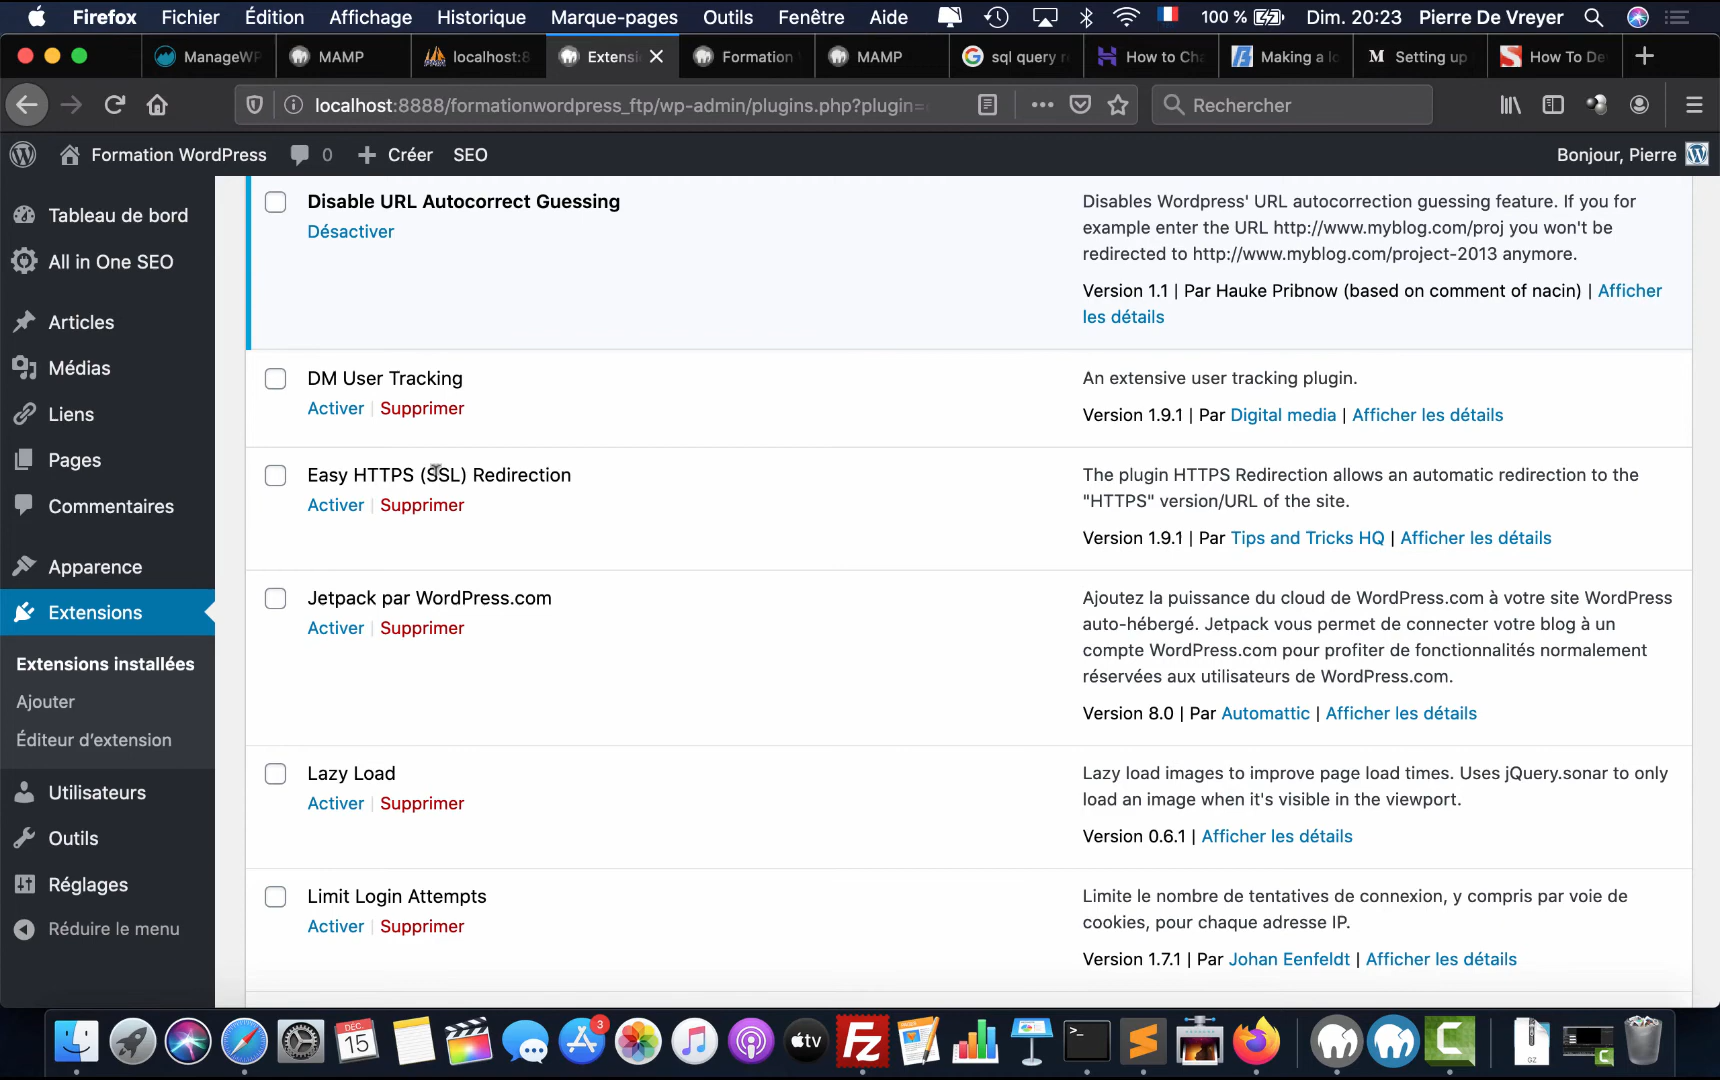 Firefox Fichier Édition Affichage Historique Marque-pages Outils Fenêtre Aide 100 % Dim. 20:23 Pierre De Vreyer
ManageWP MAMP localhost:8 Extensi Formation MAMP sql query r How to Cha Making a lo M Setting up How To De
localhost:8888/formationwordpress_ftp/wp-admin/plugins.php?plugin= Rechercher
Formation WordPress 0 Créer SEO Bonjour, Pierre
Tableau de bord
All in One SEO
Articles
Médias
Liens
Pages
Commentaires
Apparence
Extensions
Extensions installées
Ajouter
Éditeur d'extension
Utilisateurs
Outils
Réglages
Réduire le menu
Disable URL Autocorrect Guessing
Désactiver
Disables Wordpress' URL autocorrection guessing feature. If you for
example enter the URL http://www.myblog.com/proj you won't be
redirected to http://www.myblog.com/project-2013 anymore.
Version 1.1 | Par Hauke Pribnow (based on comment of nacin) | Afficher
les détails
DM User Tracking
Activer | Supprimer
An extensive user tracking plugin.
Version 1.9.1 | Par Digital media | Afficher les détails
Easy HTTPS (SSL) Redirection
Activer | Supprimer
The plugin HTTPS Redirection allows an automatic redirection to the
"HTTPS" version/URL of the site.
Version 1.9.1 | Par Tips and Tricks HQ | Afficher les détails
Jetpack par WordPress.com
Activer | Supprimer
Ajoutez la puissance du cloud de WordPress.com à votre site WordPress
auto-hébergé. Jetpack vous permet de connecter votre blog à un
compte WordPress.com pour profiter de fonctionnalités normalement
réservées aux utilisateurs de WordPress.com.
Version 8.0 | Par Automattic | Afficher les détails
Lazy Load
Activer | Supprimer
Lazy load images to improve page load times. Uses jQuery.sonar to only
load an image when it's visible in the viewport.
Version 0.6.1 | Afficher les détails
Limit Login Attempts
Activer | Supprimer
Limite le nombre de tentatives de connexion, y compris par voie de
cookies, pour chaque adresse IP.
Version 1.7.1 | Par Johan Eenfeldt | Afficher les détails
DÉC. 15 3 tv Fz >_ GZ